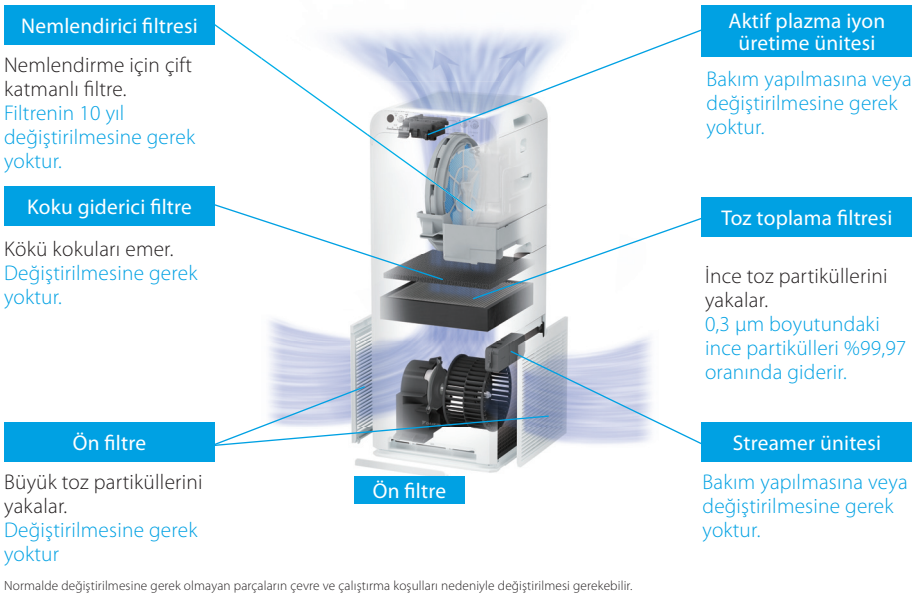 Nemlendirici filtresi
Nemlendirme için çift
katmanlı filtre.
Filtrenin 10 yıl
değiştirilmesine gerek
yoktur.
Koku giderici filtre
Kökü kokuları emer.
Değiştirilmesine gerek
yoktur.
Ön filtre
Büyük toz partiküllerini
yakalar.
Değiştirilmesine gerek
yoktur
Ön filtre
Aktif plazma iyon
üretime ünitesi
Bakım yapılmasına veya
değiştirilmesine gerek
yoktur.
Toz toplama filtresi
İnce toz partiküllerini
yakalar.
0,3 µm boyutundaki
ince partikülleri %99,97
oranında giderir.
Streamer ünitesi
Bakım yapılmasına veya
değiştirilmesine gerek
yoktur.
Normalde değiştirilmesine gerek olmayan parçaların çevre ve çalıştırma koşulları nedeniyle değiştirilmesi gerekebilir.